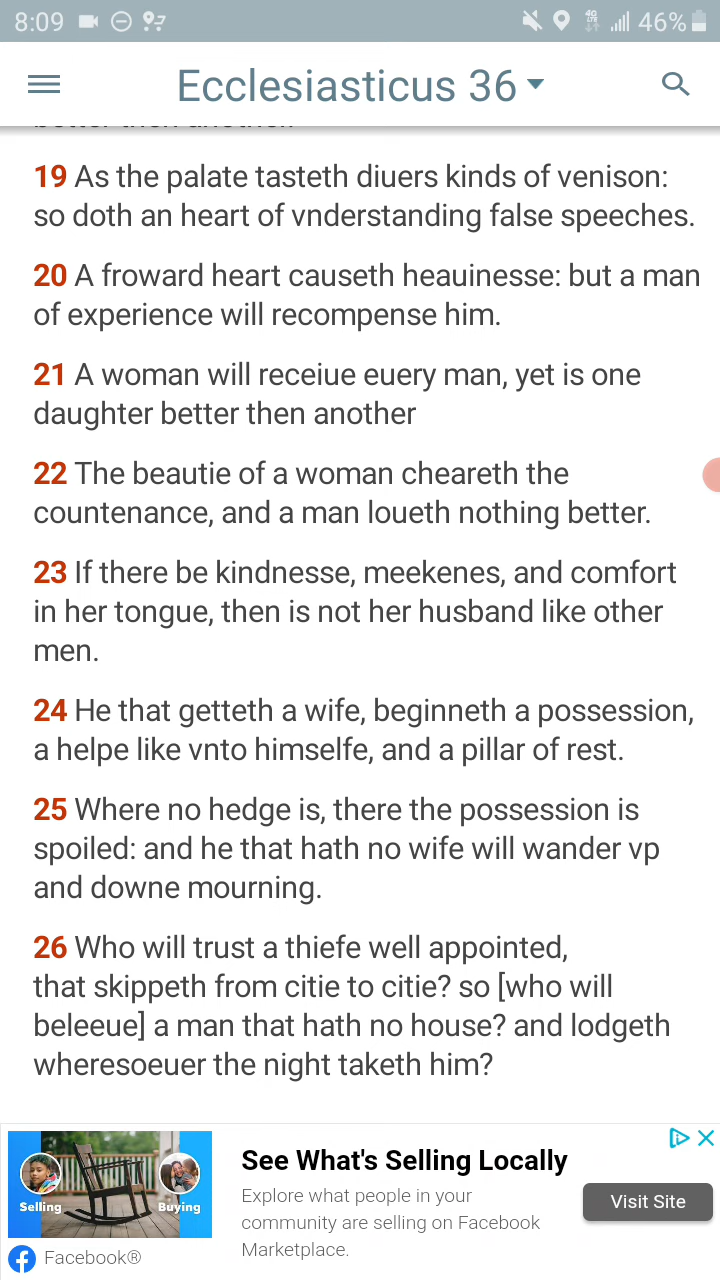 8:09
4G
LTE
46%
Ecclesiasticus 36
better then another.
19 As the palate tasteth diuers kinds of venison:
so doth an heart of vnderstanding false speeches.
20 A froward heart causeth heauinesse: but a man
of experience will recompense him.
21 A woman will receiue euery man, yet is one
daughter better then another
22 The beautie of a woman cheareth the
countenance, and a man loueth nothing better.
23 If there be kindnesse, meekenes, and comfort
in her tongue, then is not her husband like other
men.
24 He that getteth a wife, beginneth a possession,
a helpe like vnto himselfe, and a pillar of rest.
25 Where no hedge is, there the possession is
spoiled: and he that hath no wife will wander vp
and downe mourning.
26 Who will trust a thiefe well appointed,
that skippeth from citie to citie? so [who will
beleeue] a man that hath no house? and lodgeth
wheresoeuer the night taketh him?
Selling
Buying
Facebook®
See What's Selling Locally
Explore what people in your
community are selling on Facebook
Marketplace.
Visit Site